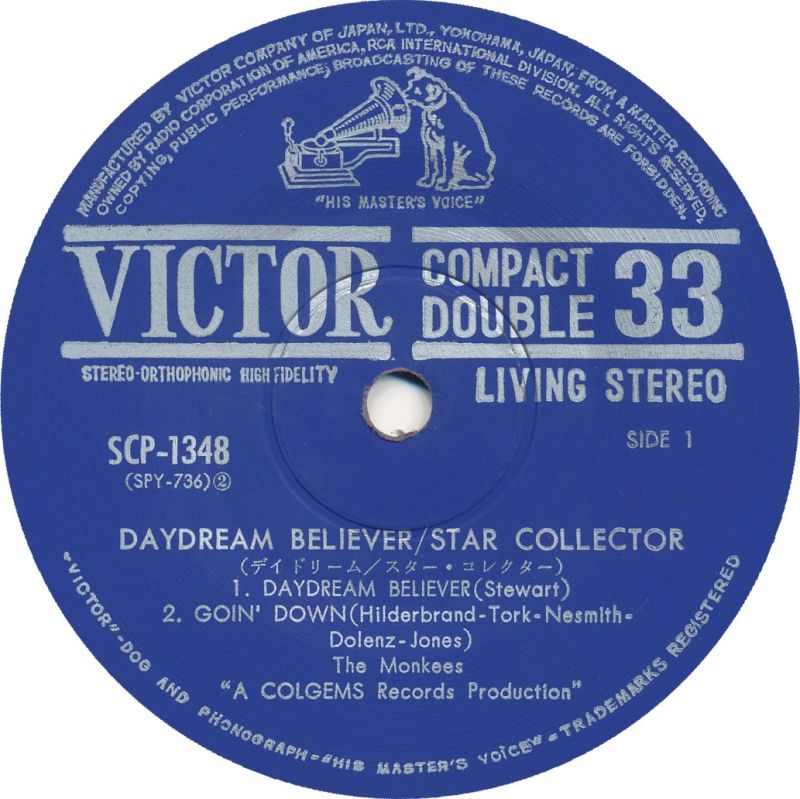 MANUFACTURED BY VICTOR COMPANY OF JAPAN, LTD., YOKOHAMA, JAPAN, FROM A MASTER RECORDING
OWNED BY RADIO CORPORATION OF AMERICA, RCA INTERNATIONAL DIVISION. ALL RIGHTS RESERVED,
COPYING, PUBLIC PERFORMANCE, BROADCASTING OF THESE RECORDS ARE FORBIDDEN.
"HIS MASTER'S VOICE"
VICTOR
COMPACT
DOUBLE 33
STEREO-ORTHOPHONIC HIGH FIDELITY
LIVING STEREO
SCP-1348
SIDE 1
(SPY-736)②
DAYDREAM BELIEVER/STAR COLLECTOR
(デイドリーム/スター・コレクター)
1. DAYDREAM BELIEVER(Stewart)
2. GOIN' DOWN(Hilderbrand-Tork-Nesmith-
Dolenz-Jones)
The Monkees
"A COLGEMS Records Production"
"VICTOR"-DOG AND PHONOGRAPH-"HIS MASTER'S VOICE"-TRADEMARKS REGISTERED